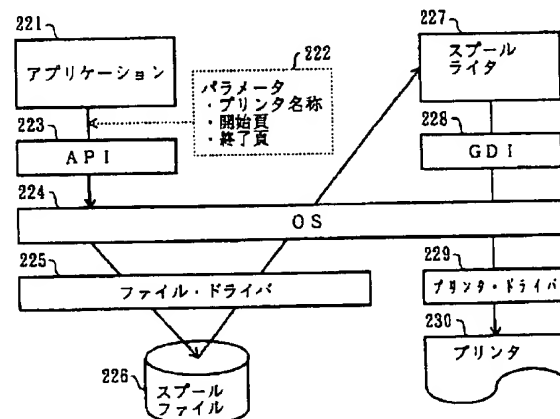 221
アプリケーション
222
パラメータ
・プリンタ名称
・開始頁
・終了頁
223
API
224
OS
225
ファイル・ドライバ
226
スプール
ファイル
227
スプール
ライタ
228
GDI
229
プリンタ・ドライバ
230
プリンタ